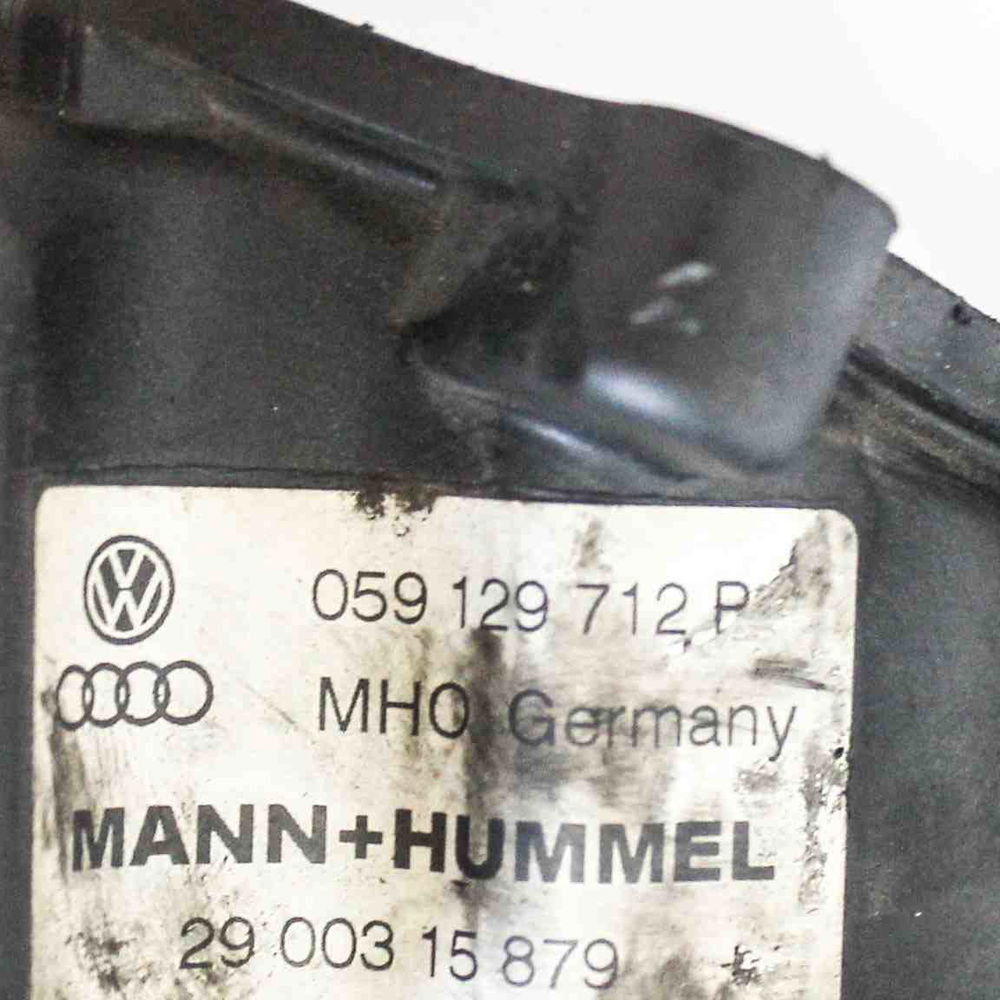 059 129 712 P
MHO Germany
MANN+HUMMEL
29 003 15 879